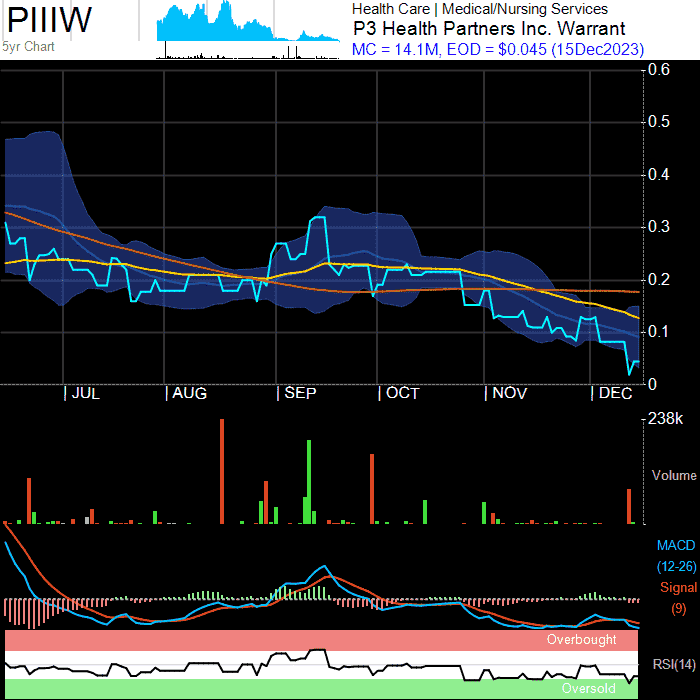 PIIIW
5yr Chart
Health Care | Medical/Nursing Services
P3 Health Partners Inc. Warrant
MC = 14.1M, EOD = $0.045 (15Dec2023)
0.6
0.5
0.4
0.3
0.2
0.1
0
| JUL | AUG | SEP | OCT | NOV | DEC
238k
Volume
MACD
(12-26)
Signal
(9)
Overbought
RSI(14)
Oversold